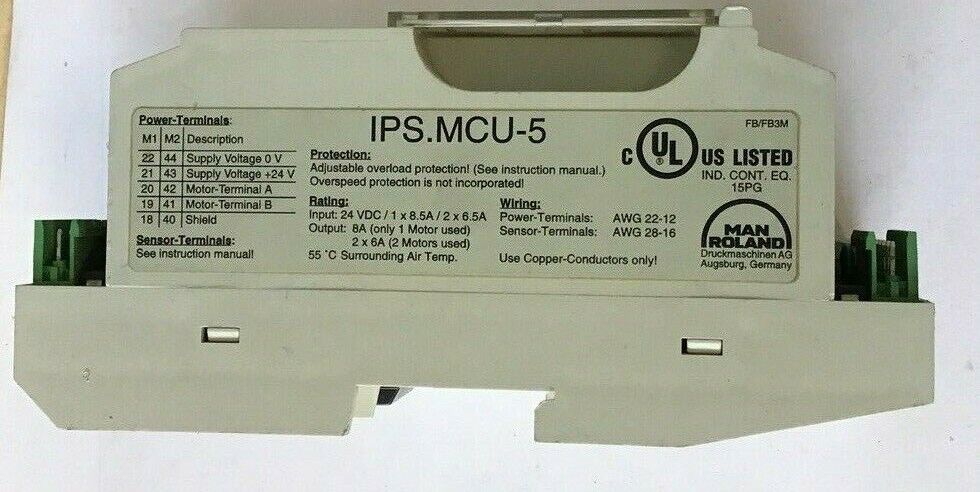 Power-Terminals:
M1 M2 Description
22 44 Supply Voltage 0 V
21 43 Supply Voltage +24 V
20 42 Motor-Terminal A
19 41 Motor-Terminal B
18 40 Shield
Sensor-Terminals:
See instruction manual!
IPS.MCU-5
Protection:
Adjustable overload protection! (See instruction manual.)
Overspeed protection is not incorporated!
Rating:
Input: 24 VDC / 1 x 8.5A / 2 x 6.5A
Output: 8A (only 1 Motor used)
2 x 6A (2 Motors used)
55 °C Surrounding Air Temp.
Wiring:
Power-Terminals: AWG 22-12
Sensor-Terminals: AWG 28-16
Use Copper-Conductors only!
FB/FB3M
C UL ® US LISTED
IND. CONT. EQ.
15PG
MAN
ROLAND
Druckmaschinen AG
Augsburg, Germany